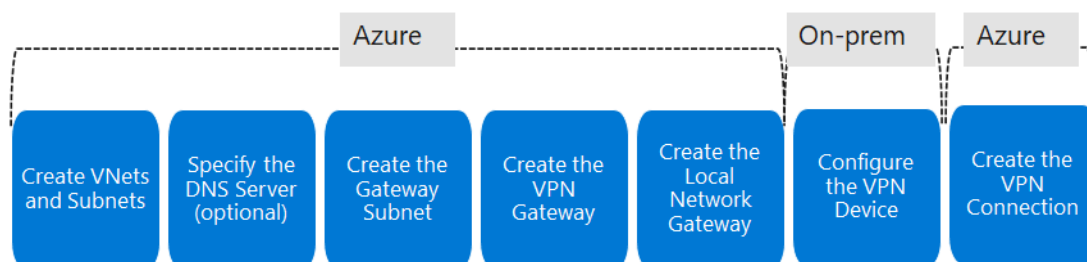 Azure
On-prem
Azure
Create VNets
and Subnets
Specify the
DNS Server
(optional)
Create the
Gateway
Subnet
Create the
VPN
Gateway
Create the
Local
Network
Gateway
Configure
the VPN
Device
Create the
VPN
Connection